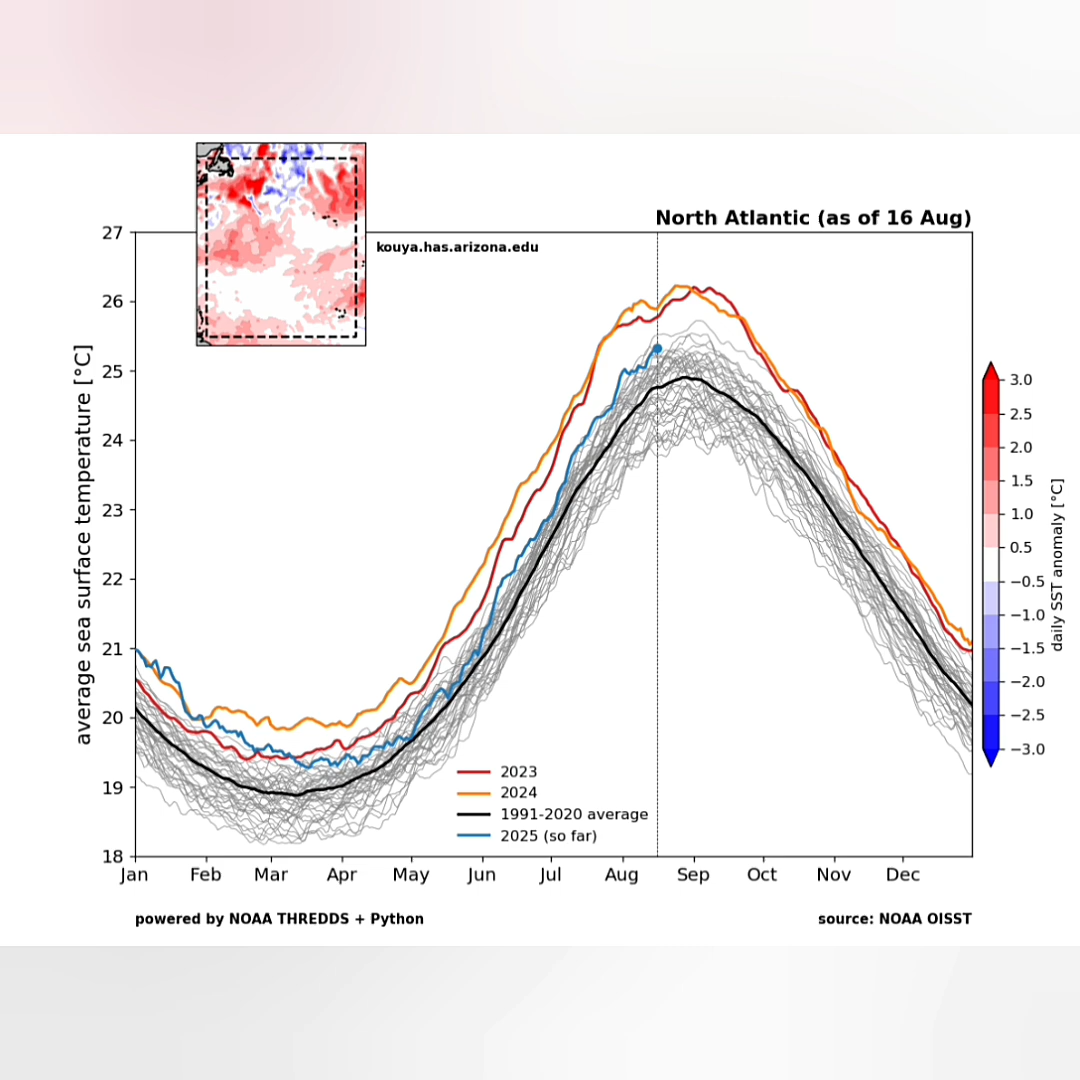 North Atlantic (as of 16 Aug)
kouya.has.arizona.edu
average sea surface temperature [°C]
27
26
25
24
23
22
21
20
19
18
Jan Feb Mar Apr May Jun Jul Aug Sep Oct Nov Dec
2023
2024
1991-2020 average
2025 (so far)
3.0
2.5
2.0
1.5
1.0
0.5
−0.5
−1.0
−1.5
−2.0
−2.5
−3.0
daily SST anomaly [°C]
powered by NOAA THREDDS + Python
source: NOAA OISST